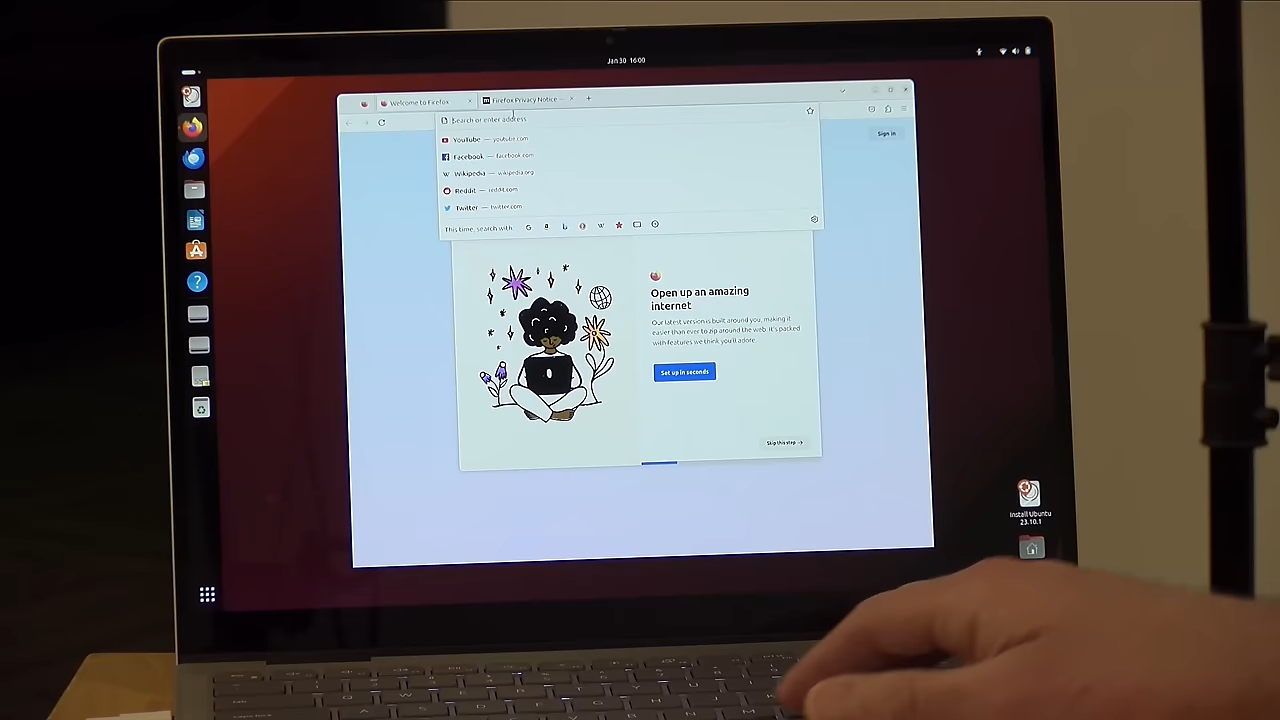 Jan 30 16:00
Welcome to Firefox
Firefox Privacy Notice
Search or enter address
Sign in
YouTube — youtube.com
Facebook — facebook.com
Wikipedia — wikipedia.org
Reddit — reddit.com
Twitter — twitter.com
This time, search with:
Open up an amazing
internet
Our latest version is built around you, making it
easier than ever to zip around the web. It's packed
with features we think you'll adore.
Set up in seconds
Skip this step
Install Ubuntu
23.10.1